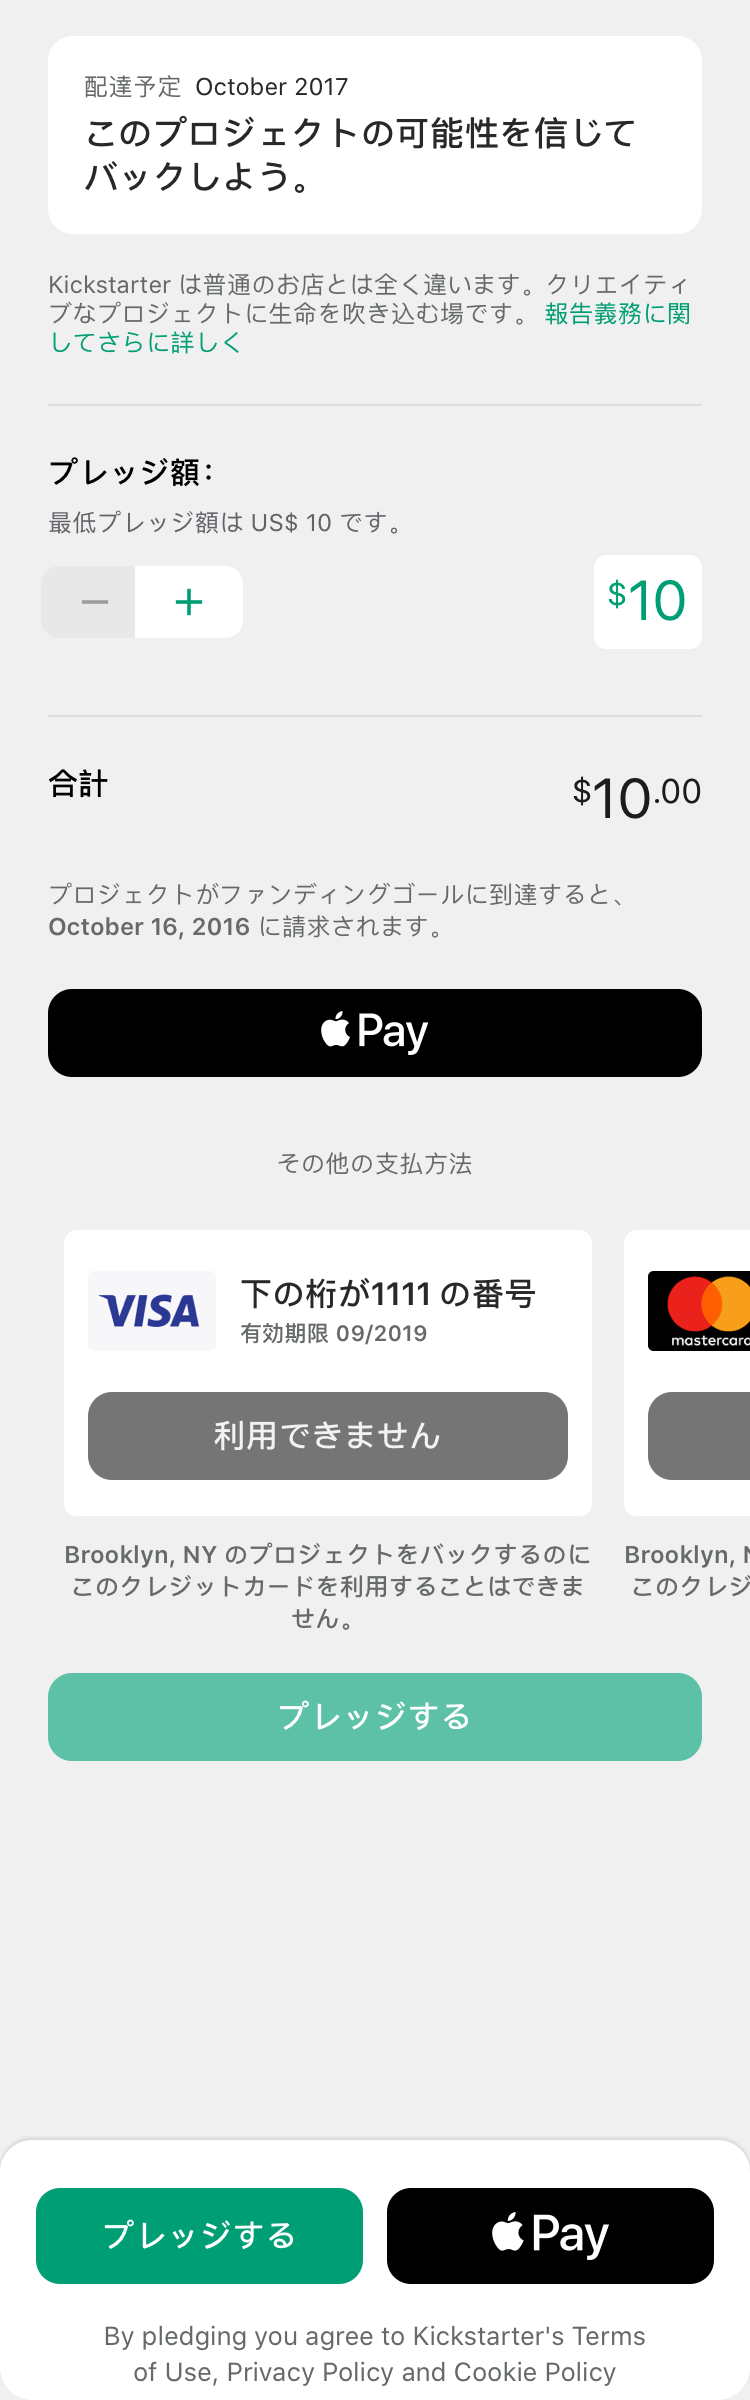 配達予定 October 2017
このプロジェクトの可能性を信じて
バックしよう。
Kickstarter は普通のお店とは全く違います。クリエイティ
ブなプロジェクトに生命を吹き込む場です。 報告義務に関
してさらに詳しく
プレッジ額：
最低プレッジ額は US$ 10 です。
− + $10
合計 $10.00
プロジェクトがファンディングゴールに到達すると、
October 16, 2016 に請求されます。
Pay
その他の支払方法
VISA 下の桁が1111 の番号
有効期限 09/2019
利用できません
Brooklyn, NY のプロジェクトをバックするのに
このクレジットカードを利用することはできま
せん。
mastercard
Brooklyn, N
このクレジ
プレッジする
プレッジする Pay
By pledging you agree to Kickstarter's Terms
of Use, Privacy Policy and Cookie Policy